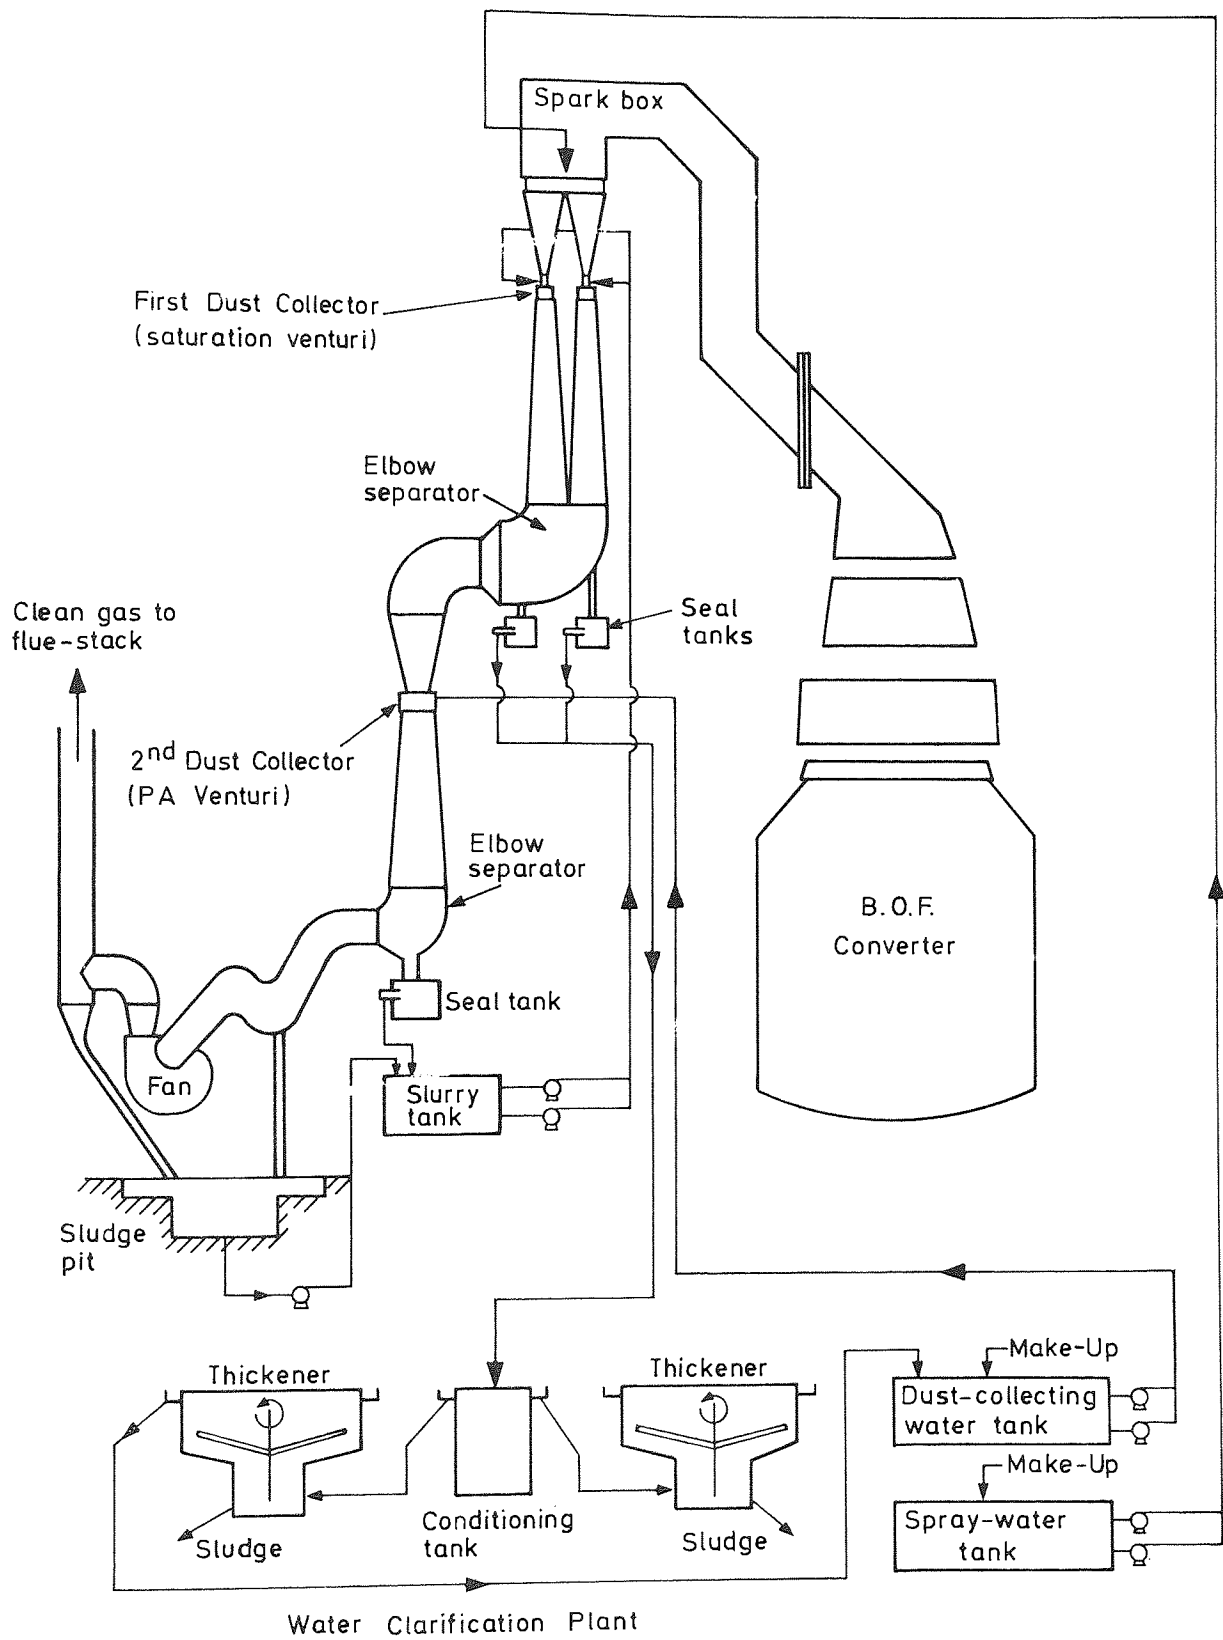 Spark box
First Dust Collector
(saturation venturi)
Elbow
separator
Clean gas to
flue-stack
Seal
tanks
2nd Dust Collector
(PA Venturi)
Elbow
separator
B.O.F.
Converter
Seal tank
Fan
Slurry
tank
Sludge
pit
Make-Up
Thickener
Thickener
Dust-collecting
water tank
Make-Up
Spray-water
tank
Conditioning
tank
Sludge
Sludge
Water Clarification Plant